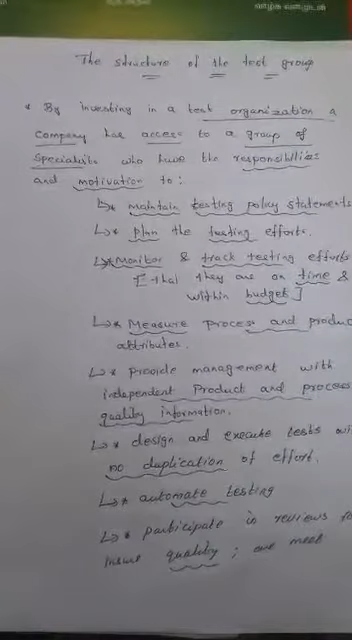 வாழ்க வளமுடன்
The structure of the test group
* By investing in a test organization A
Company has access to a group of
specialists who have the responsibilities
and motivation to:
↳* maintain testing policy statements
↳* plan the testing efforts.
↳* Monitor & track testing efforts
[ that they are on time &
within budget ]
↳* Measure process and produc
attributes.
↳* provide management with
independent Product and process
quality information.
↳* design and execute tests wi
no duplication of effort.
↳* automate testing
↳* participate in reviews to
insure quality; are meet